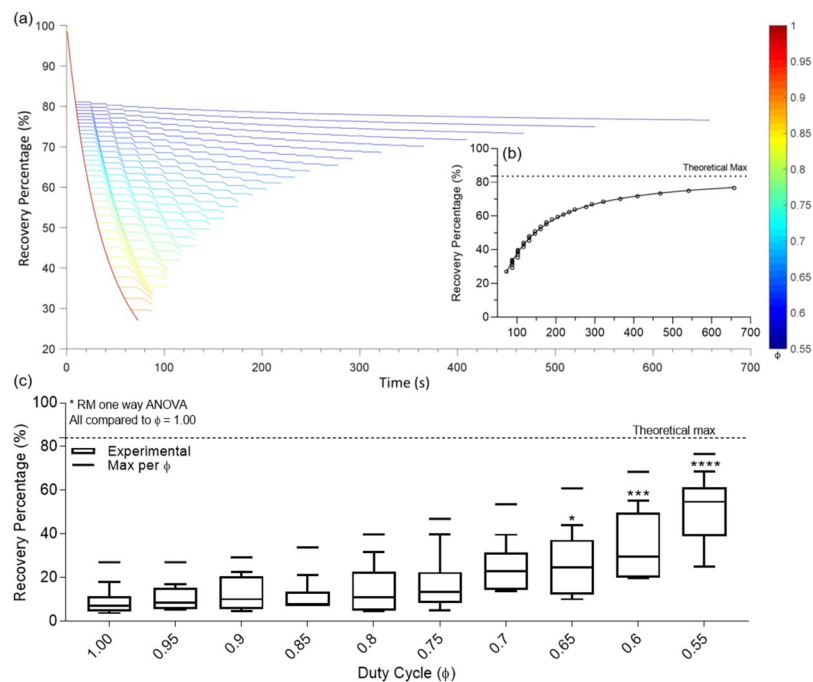 (a)
100
90
80
70
60
50
40
30
20
Recovery Percentage (%)
0 100 200 300 400 500 600 700
Time (s)
1
0.95
0.9
0.85
0.8
0.75
0.7
0.65
0.6
0.55
ϕ
(b)
Theoretical Max
100
80
60
40
20
0
Recovery Percentage (%)
100 200 300 400 500 600 700
(c)
* RM one way ANOVA
All compared to ϕ = 1.00
Theoretical max
Experimental
Max per ϕ
100
80
60
40
20
0
Recovery Percentage (%)
* *** ****
1.00 0.95 0.9 0.85 0.8 0.75 0.7 0.65 0.6 0.55
Duty Cycle (ϕ)